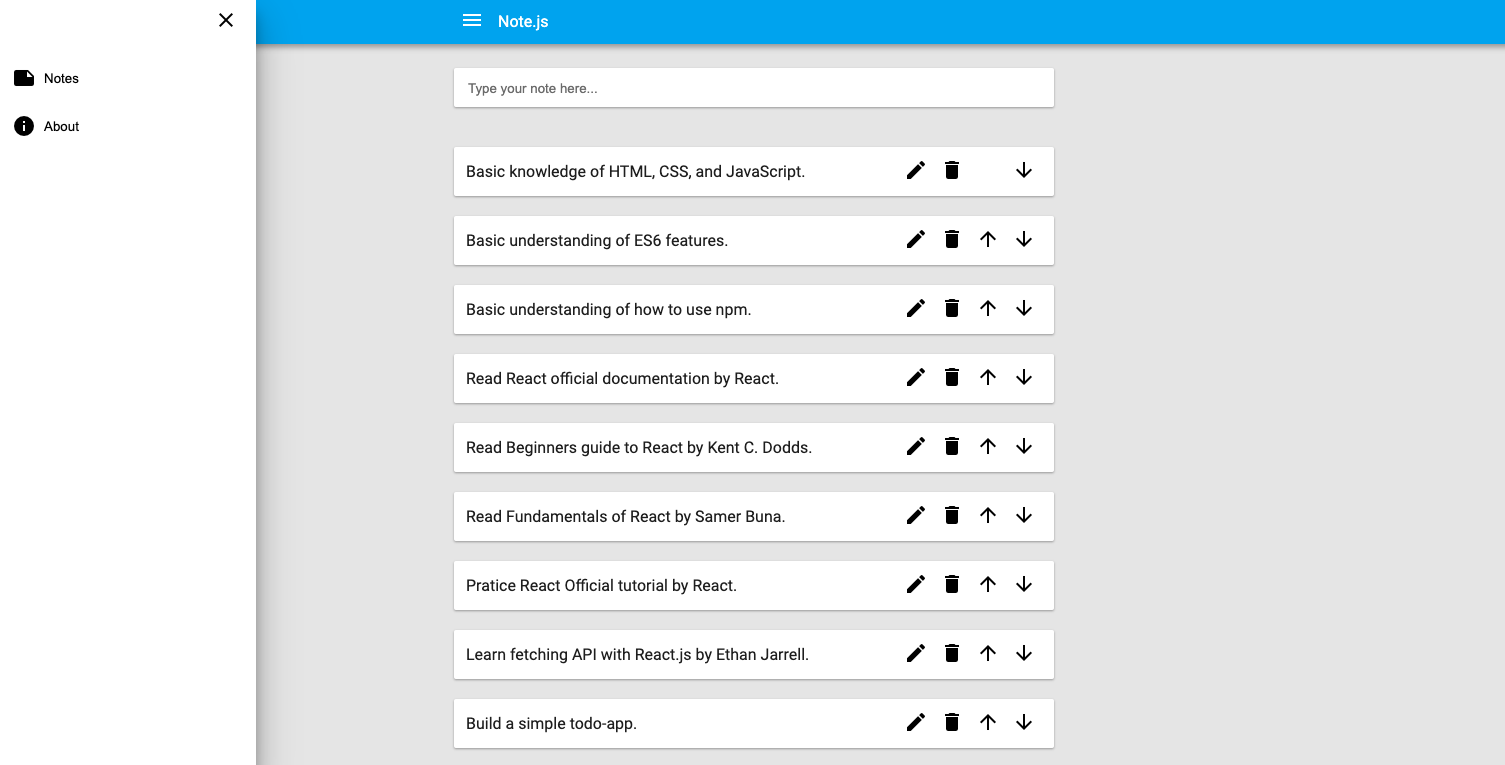 Notes
About
Note.js
Type your note here...
Basic knowledge of HTML, CSS, and JavaScript.
Basic understanding of ES6 features.
Basic understanding of how to use npm.
Read React official documentation by React.
Read Beginners guide to React by Kent C. Dodds.
Read Fundamentals of React by Samer Buna.
Pratice React Official tutorial by React.
Learn fetching API with React.js by Ethan Jarrell.
Build a simple todo-app.